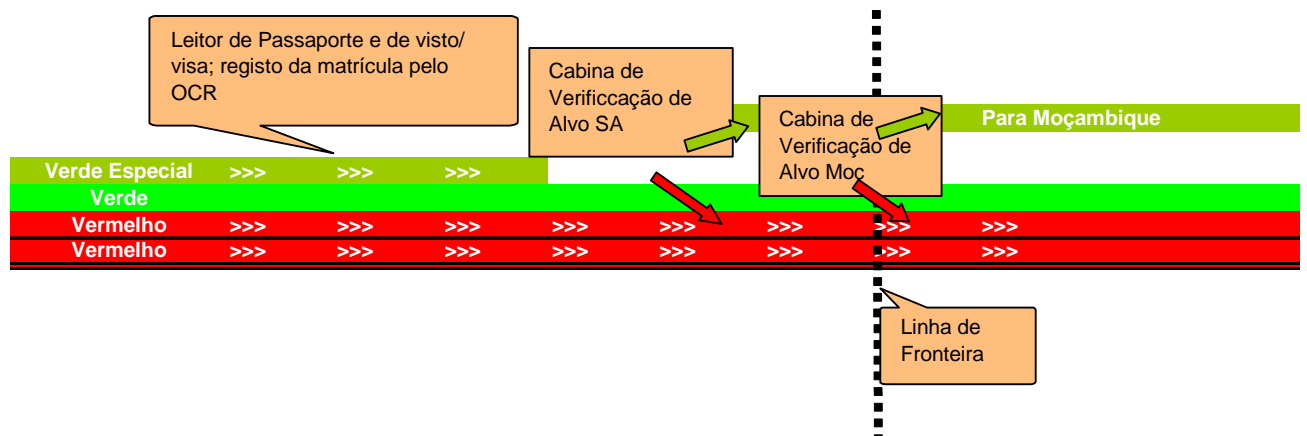 Leitor de Passaporte e de visto/
visa; registo da matrícula pelo
OCR
Cabina de
Verificcação de
Alvo SA
Cabina de
Verificação de
Alvo Moc
Para Moçambique
Verde Especial >>> >>> >>>
Verde
Vermelho >>> >>> >>> >>> >>> >>> >>> >>>
Vermelho >>> >>> >>> >>> >>> >>> >>> >>>
Linha de
Fronteira